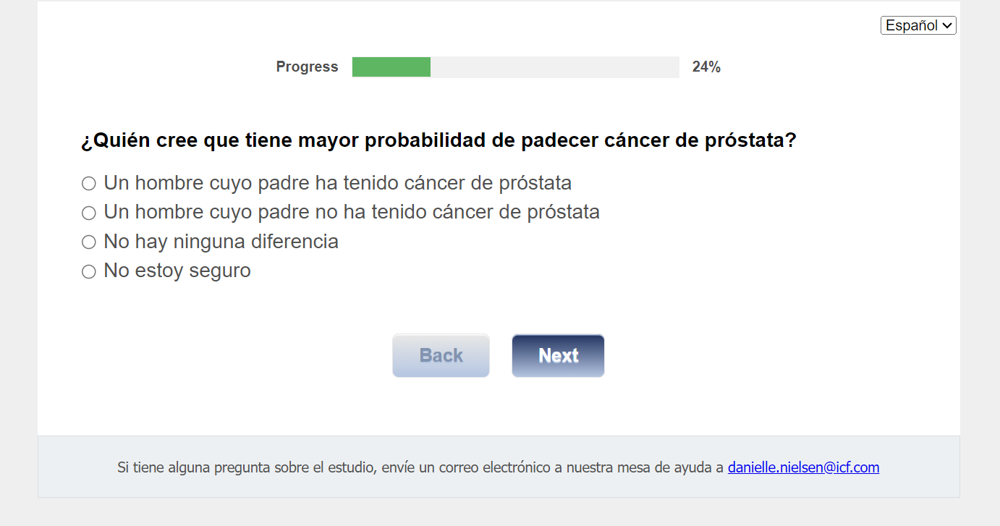 Español
Progress 24%
¿Quién cree que tiene mayor probabilidad de padecer cáncer de próstata?
Un hombre cuyo padre ha tenido cáncer de próstata
Un hombre cuyo padre no ha tenido cáncer de próstata
No hay ninguna diferencia
No estoy seguro
Back Next
Si tiene alguna pregunta sobre el estudio, envíe un correo electrónico a nuestra mesa de ayuda a danielle.nielsen@icf.com